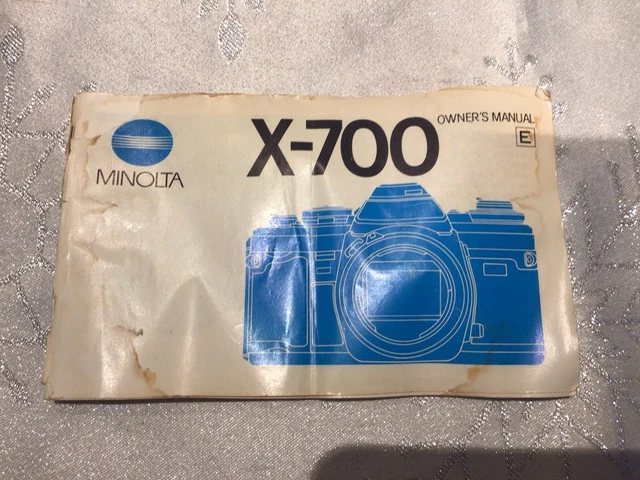 X-700
OWNER'S MANUAL
E
MINOLTA